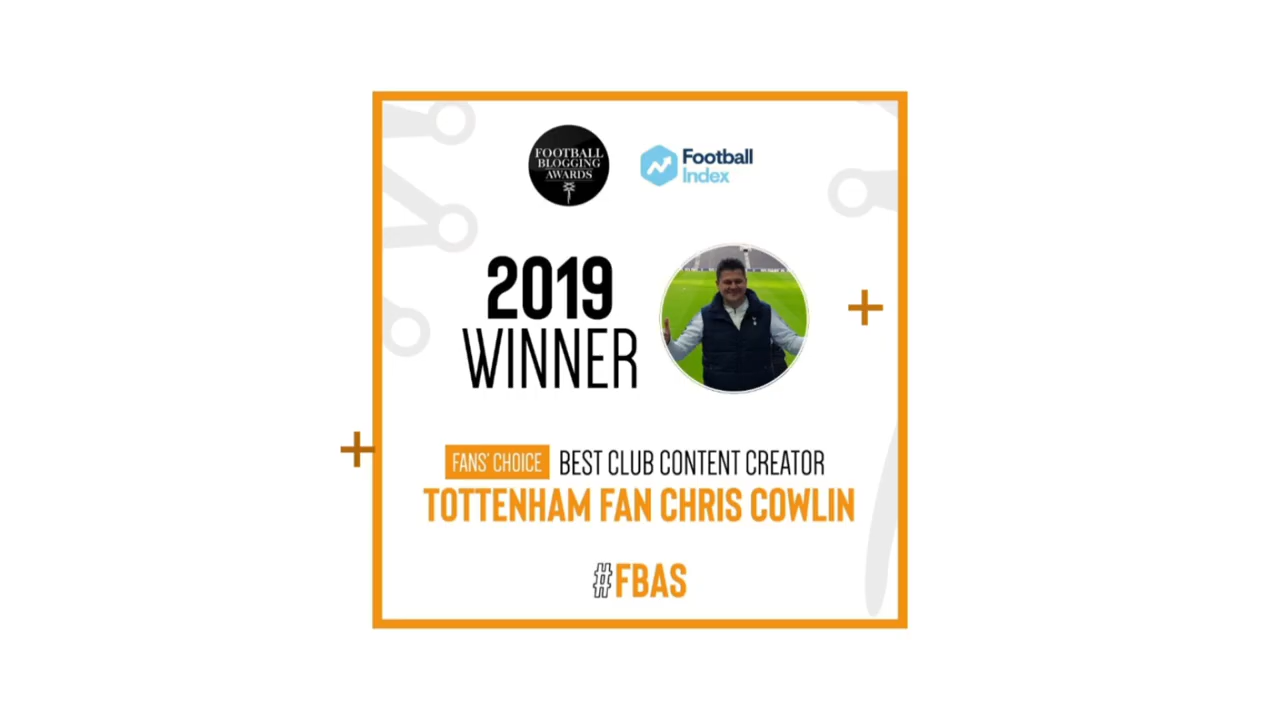 FOOTBALL
BLOGGING
AWARDS
Football
Index
2019
WINNER
FANS' CHOICE BEST CLUB CONTENT CREATOR
TOTTENHAM FAN CHRIS COWLIN
#FBAS